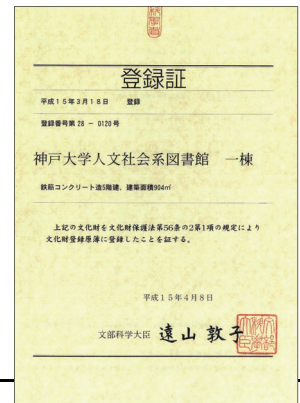 登録証
平成15年3月18日　登録
登録番号第 28 － 0120 号
神戸大学人文社会系図書館　一棟
鉄筋コンクリート造5階建、建築面積904㎡
上記の文化財を文化財保護法第56条の2第1項の規定により
文化財登録原簿に登録したことを証する。
平成15年4月8日
文部科学大臣　遠山敦子